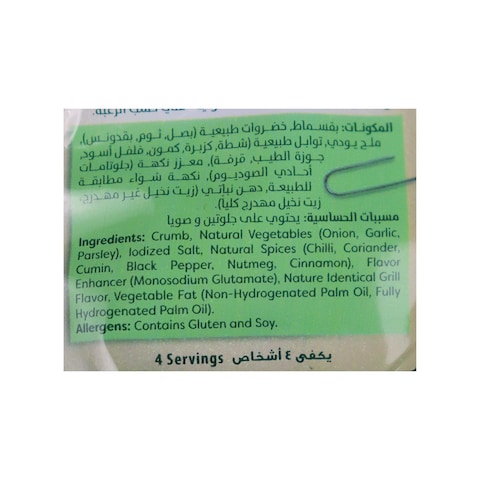 حسب الرغبة.
المكونات: بقسماط، خضروات طبيعية (بصل، ثوم، بقدونس)،
ملح يودي، توابل طبيعية (شطة، كزبرة، كمون، فلفل أسود،
جوزة الطيب، قرفة)، معزز نكهة (جلوتامات
أحادي الصوديوم)، نكهة شواء مطابقة
للطبيعة، دهن نباتي (زيت نخيل غير مهدرج،
زيت نخيل مهدرج كلياً).
مسببات الحساسية: يحتوي على جلوتين و صويا
Ingredients: Crumb, Natural Vegetables (Onion, Garlic,
Parsley), Iodized Salt, Natural Spices (Chilli, Coriander,
Cumin, Black Pepper, Nutmeg, Cinnamon), Flavor
Enhancer (Monosodium Glutamate), Nature Identical Grill
Flavor, Vegetable Fat (Non-Hydrogenated Palm Oil, Fully
Hydrogenated Palm Oil).
Allergens: Contains Gluten and Soy.
4 Servings يكفى ٤ أشخاص